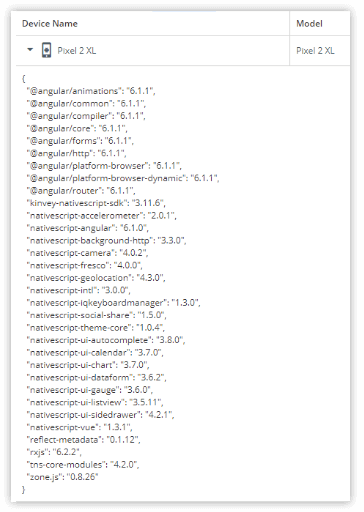 Device Name Model
Pixel 2 XL Pixel 2 XL
{
"@angular/animations": "6.1.1",
"@angular/common": "6.1.1",
"@angular/compiler": "6.1.1",
"@angular/core": "6.1.1",
"@angular/forms": "6.1.1",
"@angular/http": "6.1.1",
"@angular/platform-browser": "6.1.1",
"@angular/platform-browser-dynamic": "6.1.1",
"@angular/router": "6.1.1",
"kinvey-nativescript-sdk": "3.11.6",
"nativescript-accelerometer": "2.0.1",
"nativescript-angular": "6.1.0",
"nativescript-background-http": "3.3.0",
"nativescript-camera": "4.0.2",
"nativescript-fresco": "4.0.0",
"nativescript-geolocation": "4.3.0",
"nativescript-intl": "3.0.0",
"nativescript-iqkeyboardmanager": "1.3.0",
"nativescript-social-share": "1.5.0",
"nativescript-theme-core": "1.0.4",
"nativescript-ui-autocomplete": "3.8.0",
"nativescript-ui-calendar": "3.7.0",
"nativescript-ui-chart": "3.7.0",
"nativescript-ui-dataform": "3.6.2",
"nativescript-ui-gauge": "3.6.0",
"nativescript-ui-listview": "3.5.11",
"nativescript-ui-sidedrawer": "4.2.1",
"nativescript-vue": "1.3.1",
"reflect-metadata": "0.1.12",
"rxjs": "6.2.2",
"tns-core-modules": "4.2.0",
"zone.js": "0.8.26"
}